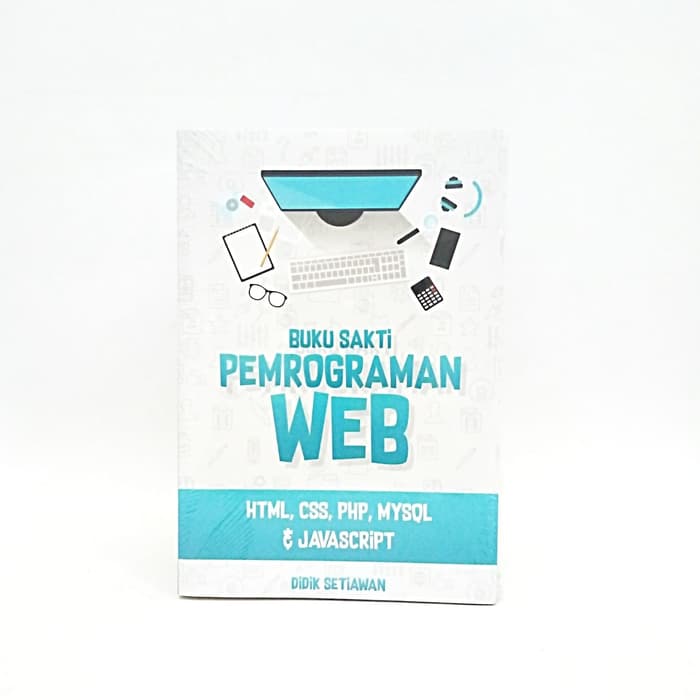 BUKU SAKTI
PEMROGRAMAN
WEB
HTML, CSS, PHP, MYSQL
& JAVASCRIPT
DIDIK SETIAWAN